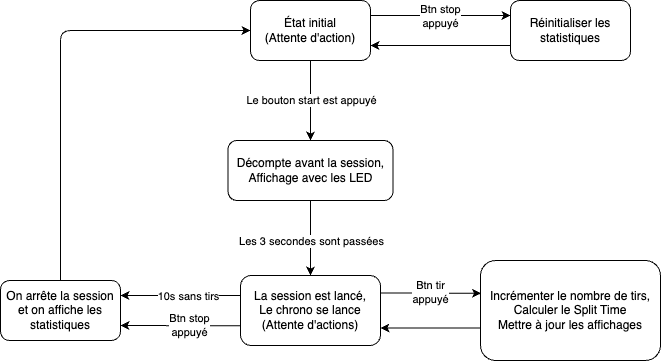 État initial
(Attente d'action)
Btn stop
appuyé
Réinitialiser les
statistiques
Le bouton start est appuyé
Décompte avant la session,
Affichage avec les LED
Les 3 secondes sont passées
On arrête la session
et on affiche les
statistiques
10s sans tirs
Btn stop
appuyé
La session est lancé,
Le chrono se lance
(Attente d'actions)
Btn tir
appuyé
Incrémenter le nombre de tirs,
Calculer le Split Time
Mettre à jour les affichages